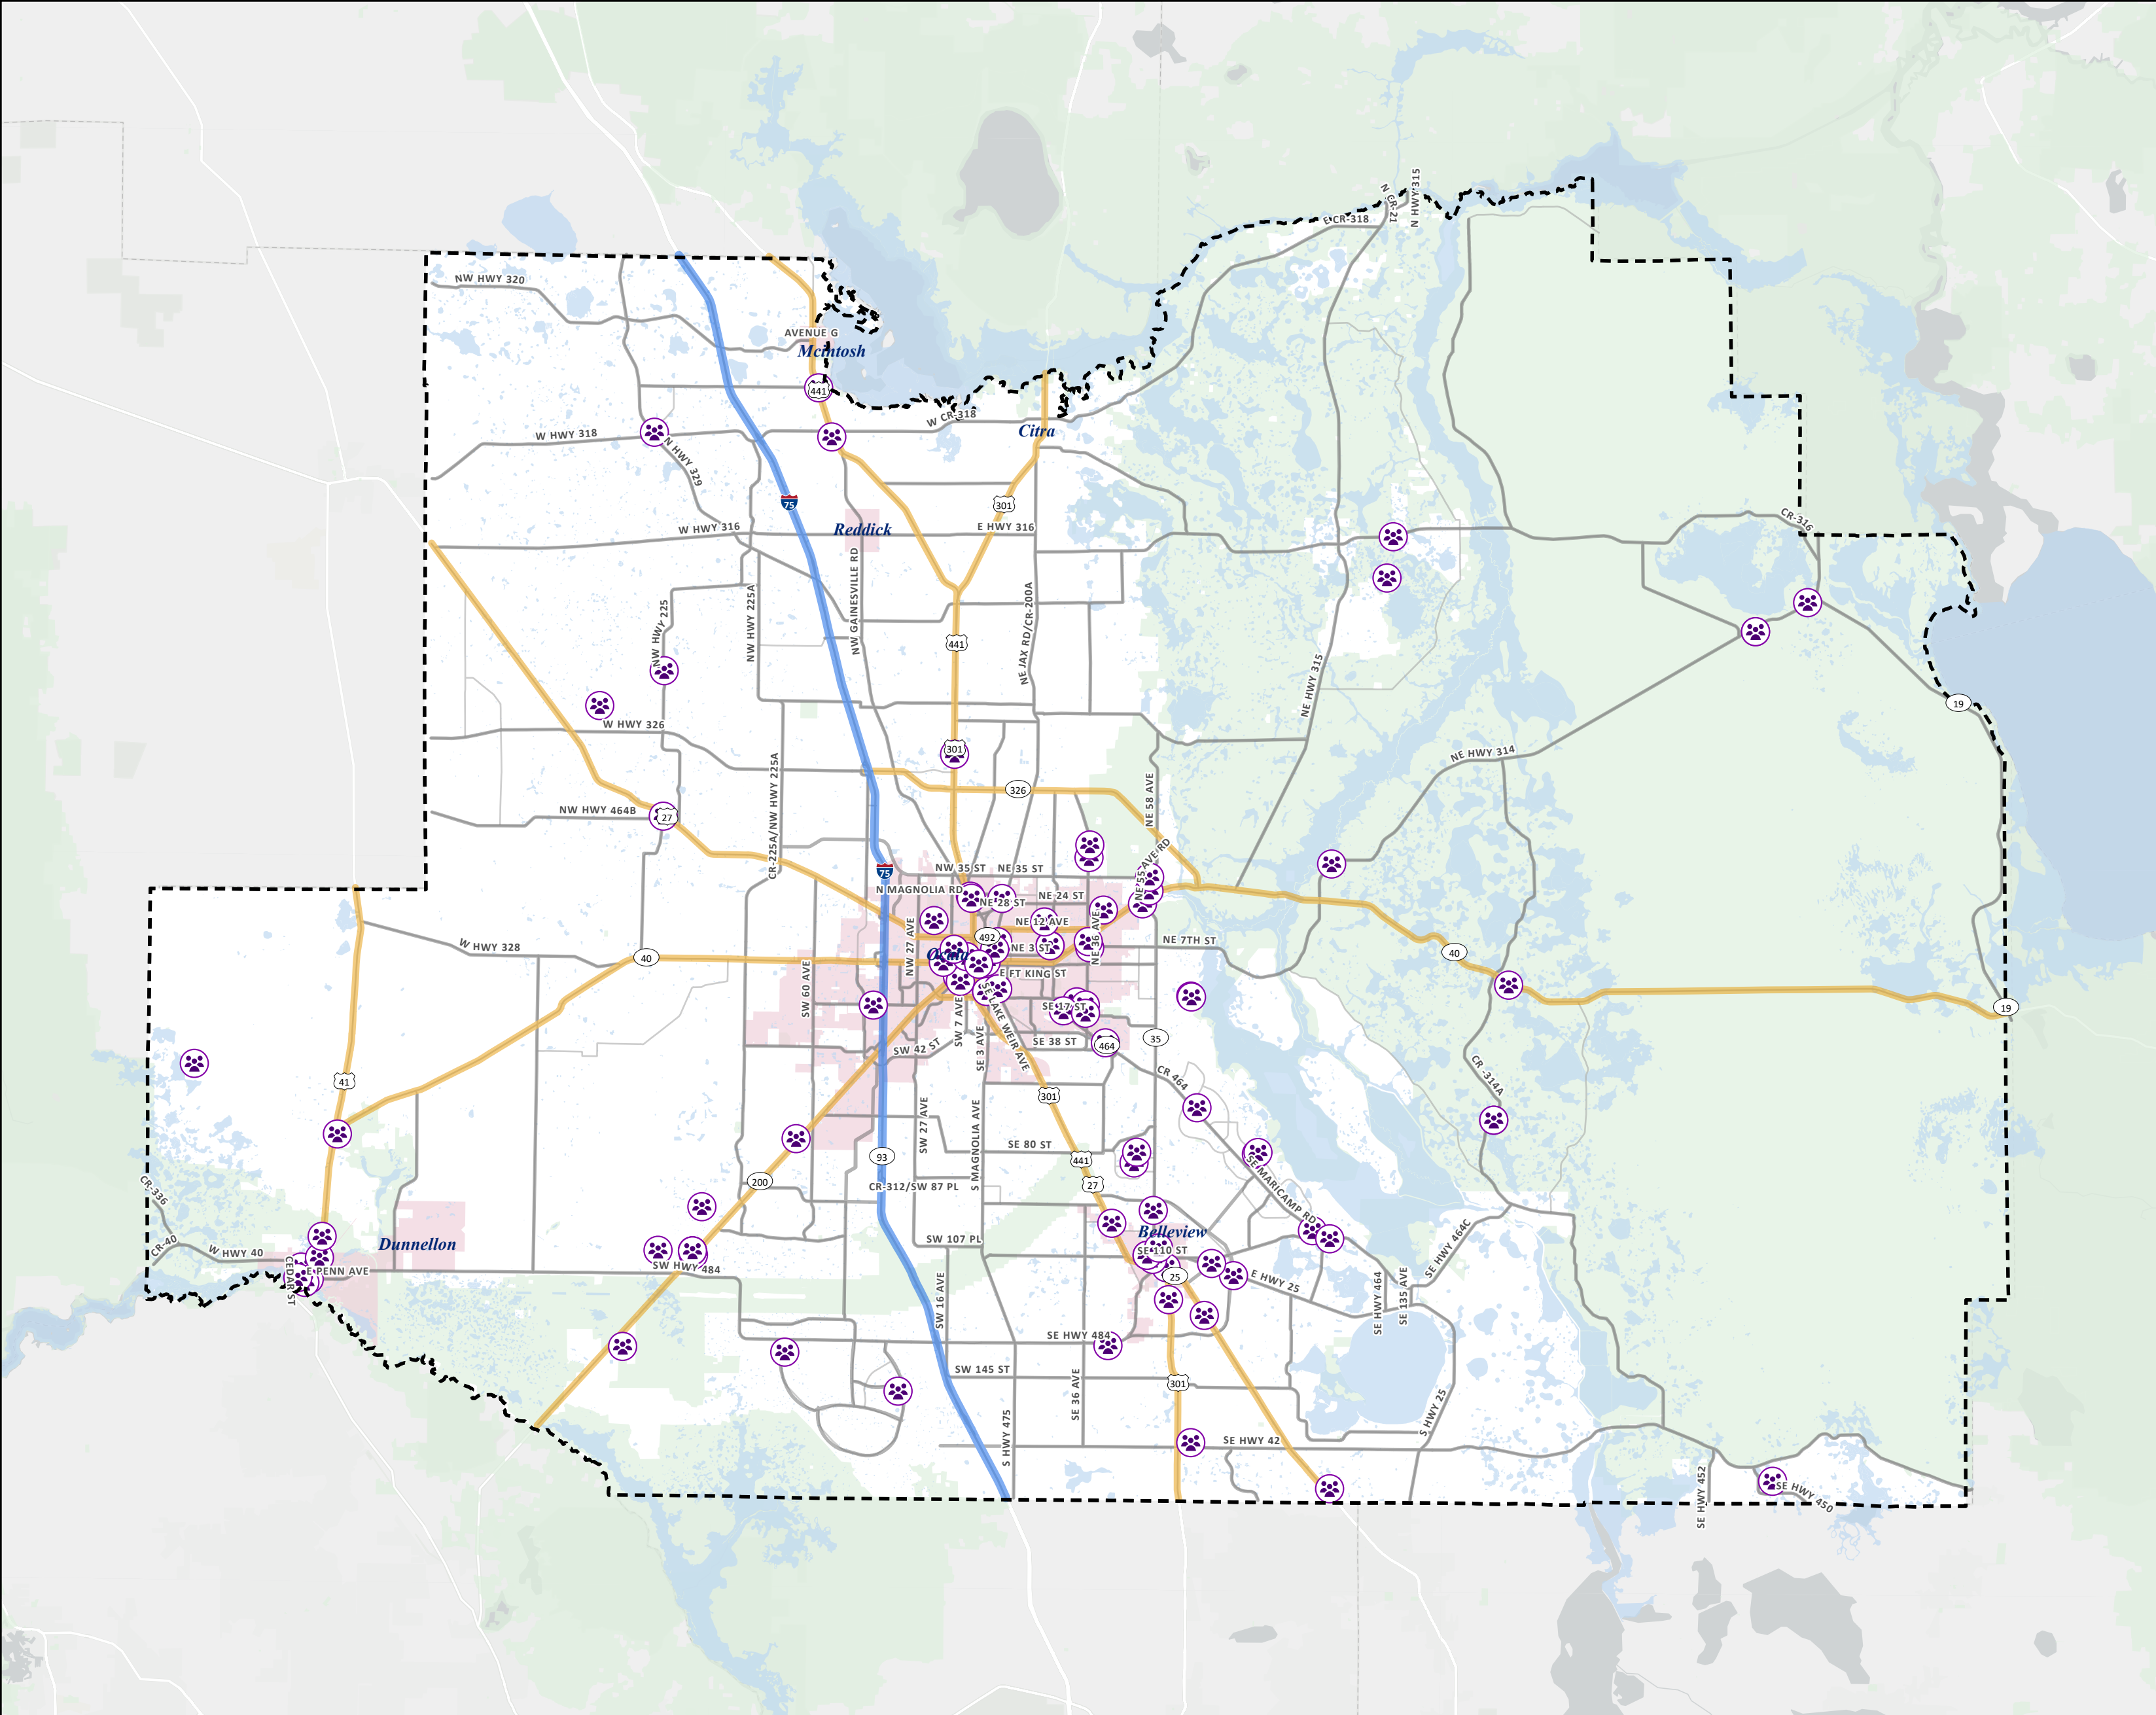 N HWY 315
N CR-21
E CR-318
NW HWY 320
AVENUE G
Mcintosh
441
W CR-318
Citra
W HWY 318
N HWY 329
75
301
CR-316
W HWY 316
Reddick
E HWY 316
NW HWY 225
NW HWY 225A
NW GAINESVILLE RD
NE JAX RD/CR-200A
441
NE HWY 315
19
W HWY 326
301
NE HWY 314
326
NE 58 AVE
NW HWY 464B
27
CR-225A/NW HWY 225A
75
NW 35 ST
NE 35 ST
NE 55 AVE RD
N MAGNOLIA RD
NE 24 ST
NE 28 ST
NE 12 AVE
492
NE 36 AVE
NE 7TH ST
W HWY 328
40
NW 27 AVE
Ocala
NE 3 ST
40
E FT KING ST
SW 60 AVE
SE 17 ST
19
SW 7 AVE
SE LAKE WEIR AVE
SW 42 ST
SE 3 AVE
SE 38 ST
464
35
41
CR 464
CR -314A
301
SW 27 AVE
S MAGNOLIA AVE
SE 80 ST
93
441
SE MARICAMP RD
200
CR-312/SW 87 PL
27
CR-336
CR-40
W HWY 40
Dunnellon
SW 107 PL
Belleview
SE 110 ST
SE HWY 464C
CEDAR ST
E PENN AVE
SW HWY 484
25
E HWY 25
SW 16 AVE
SE HWY 464
SE 135 AVE
SE HWY 484
SW 145 ST
SE 36 AVE
301
S HWY 25
S HWY 475
SE HWY 42
SE HWY 452
SE HWY 450